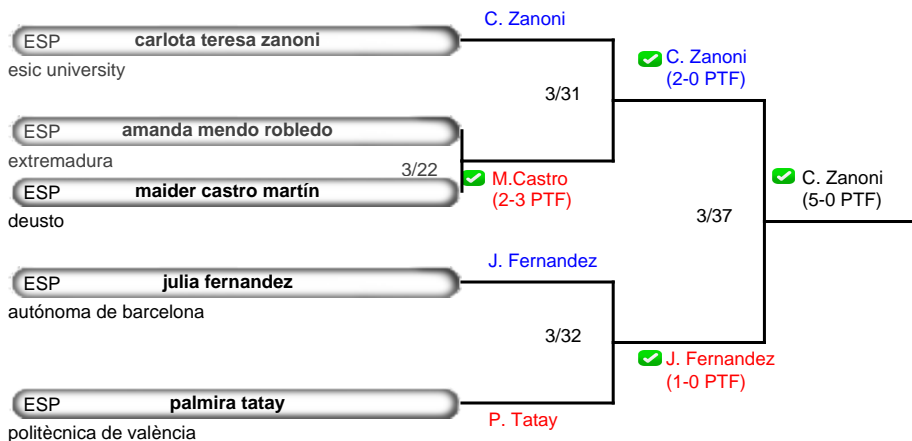 C. Zanoni
ESP carlota teresa zanoni
esic university
C. Zanoni
(2-0 PTF)
3/31
ESP amanda mendo robledo
extremadura
3/22
M.Castro
(2-3 PTF)
C. Zanoni
(5-0 PTF)
ESP maider castro martín
deusto
3/37
J. Fernandez
ESP julia fernandez
autónoma de barcelona
3/32
J. Fernandez
(1-0 PTF)
ESP palmira tatay
P. Tatay
politècnica de valència